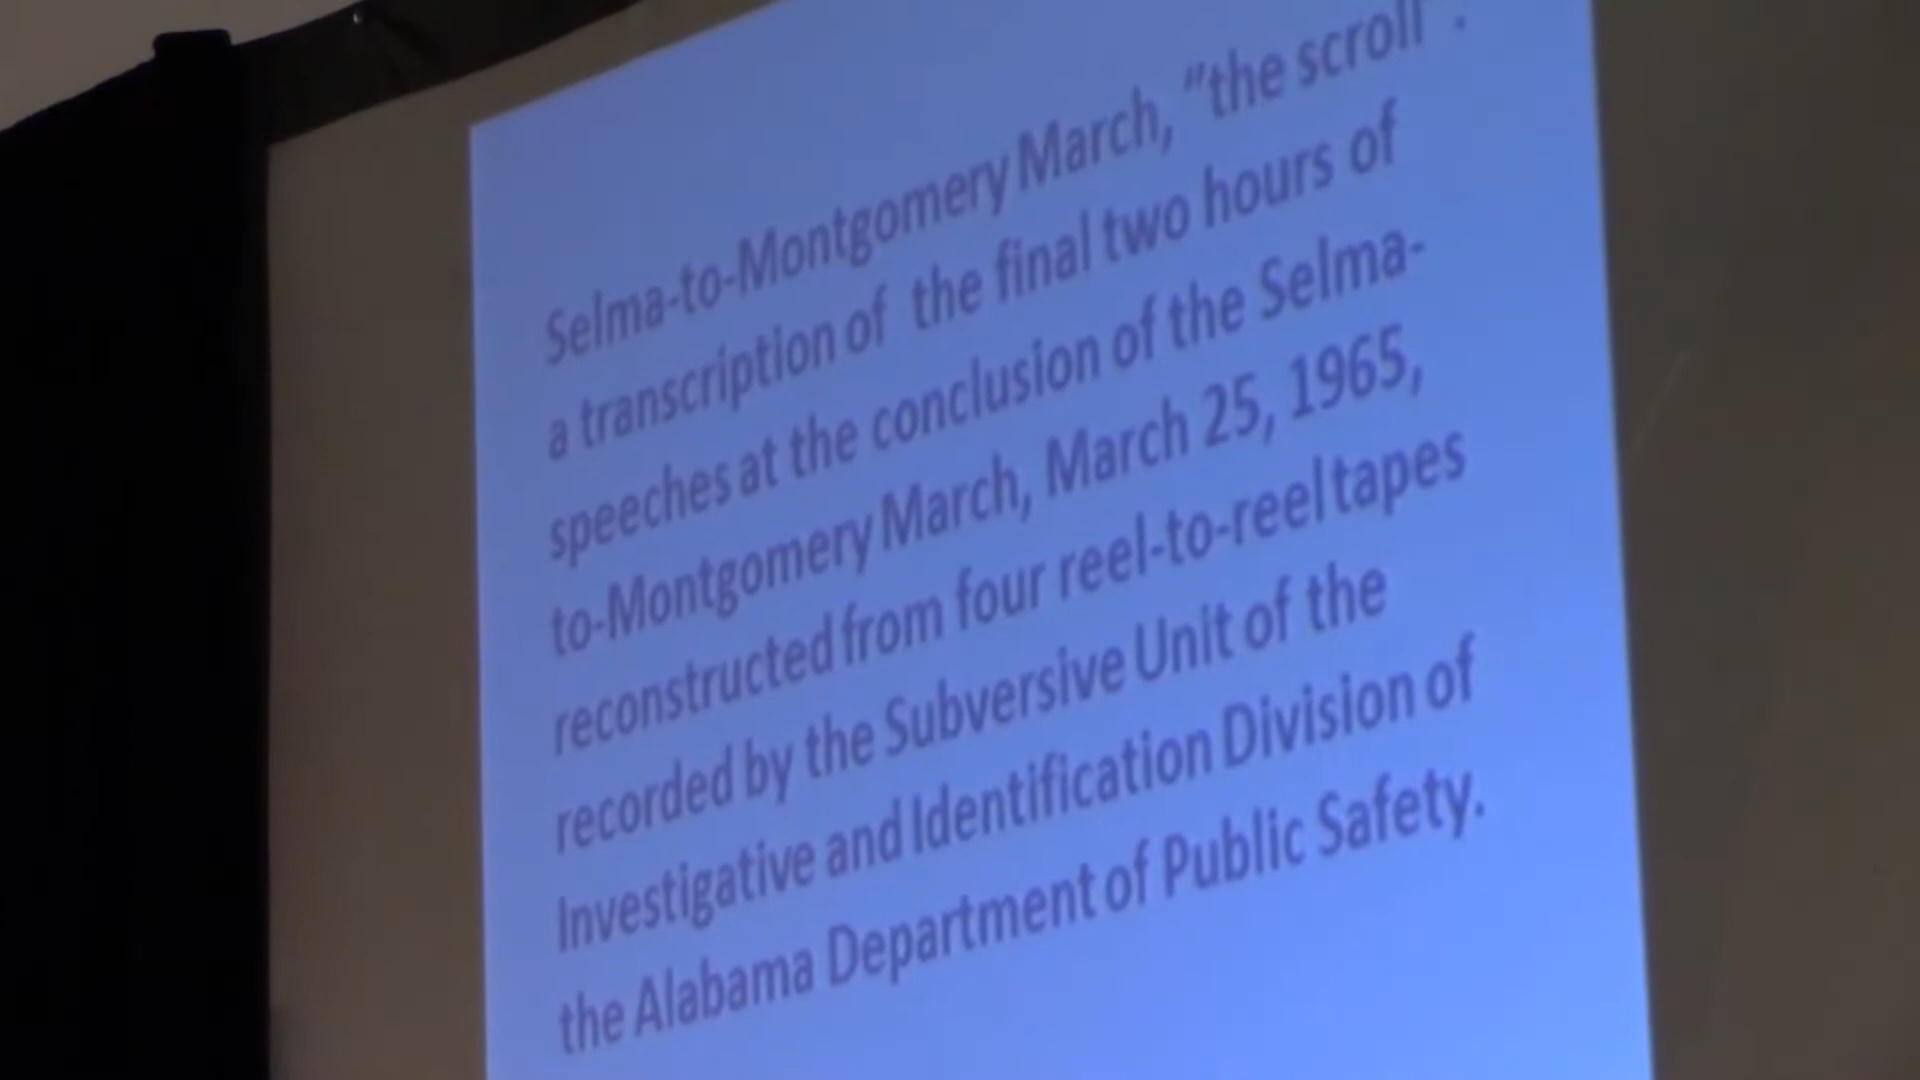 Selma-to-Montgomery March, "the scroll".
a transcription of the final two hours of
speeches at the conclusion of the Selma-
to-Montgomery March, March 25, 1965,
reconstructed from four reel-to-reel tapes
recorded by the Subversive Unit of the
Investigative and Identification Division of
the Alabama Department of Public Safety.